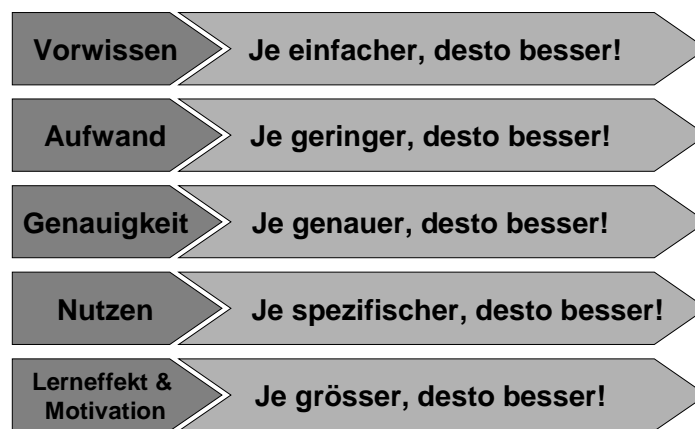 Vorwissen Je einfacher, desto besser!
Aufwand Je geringer, desto besser!
Genauigkeit Je genauer, desto besser!
Nutzen Je spezifischer, desto besser!
Lerneffekt &
Motivation
Je grösser, desto besser!